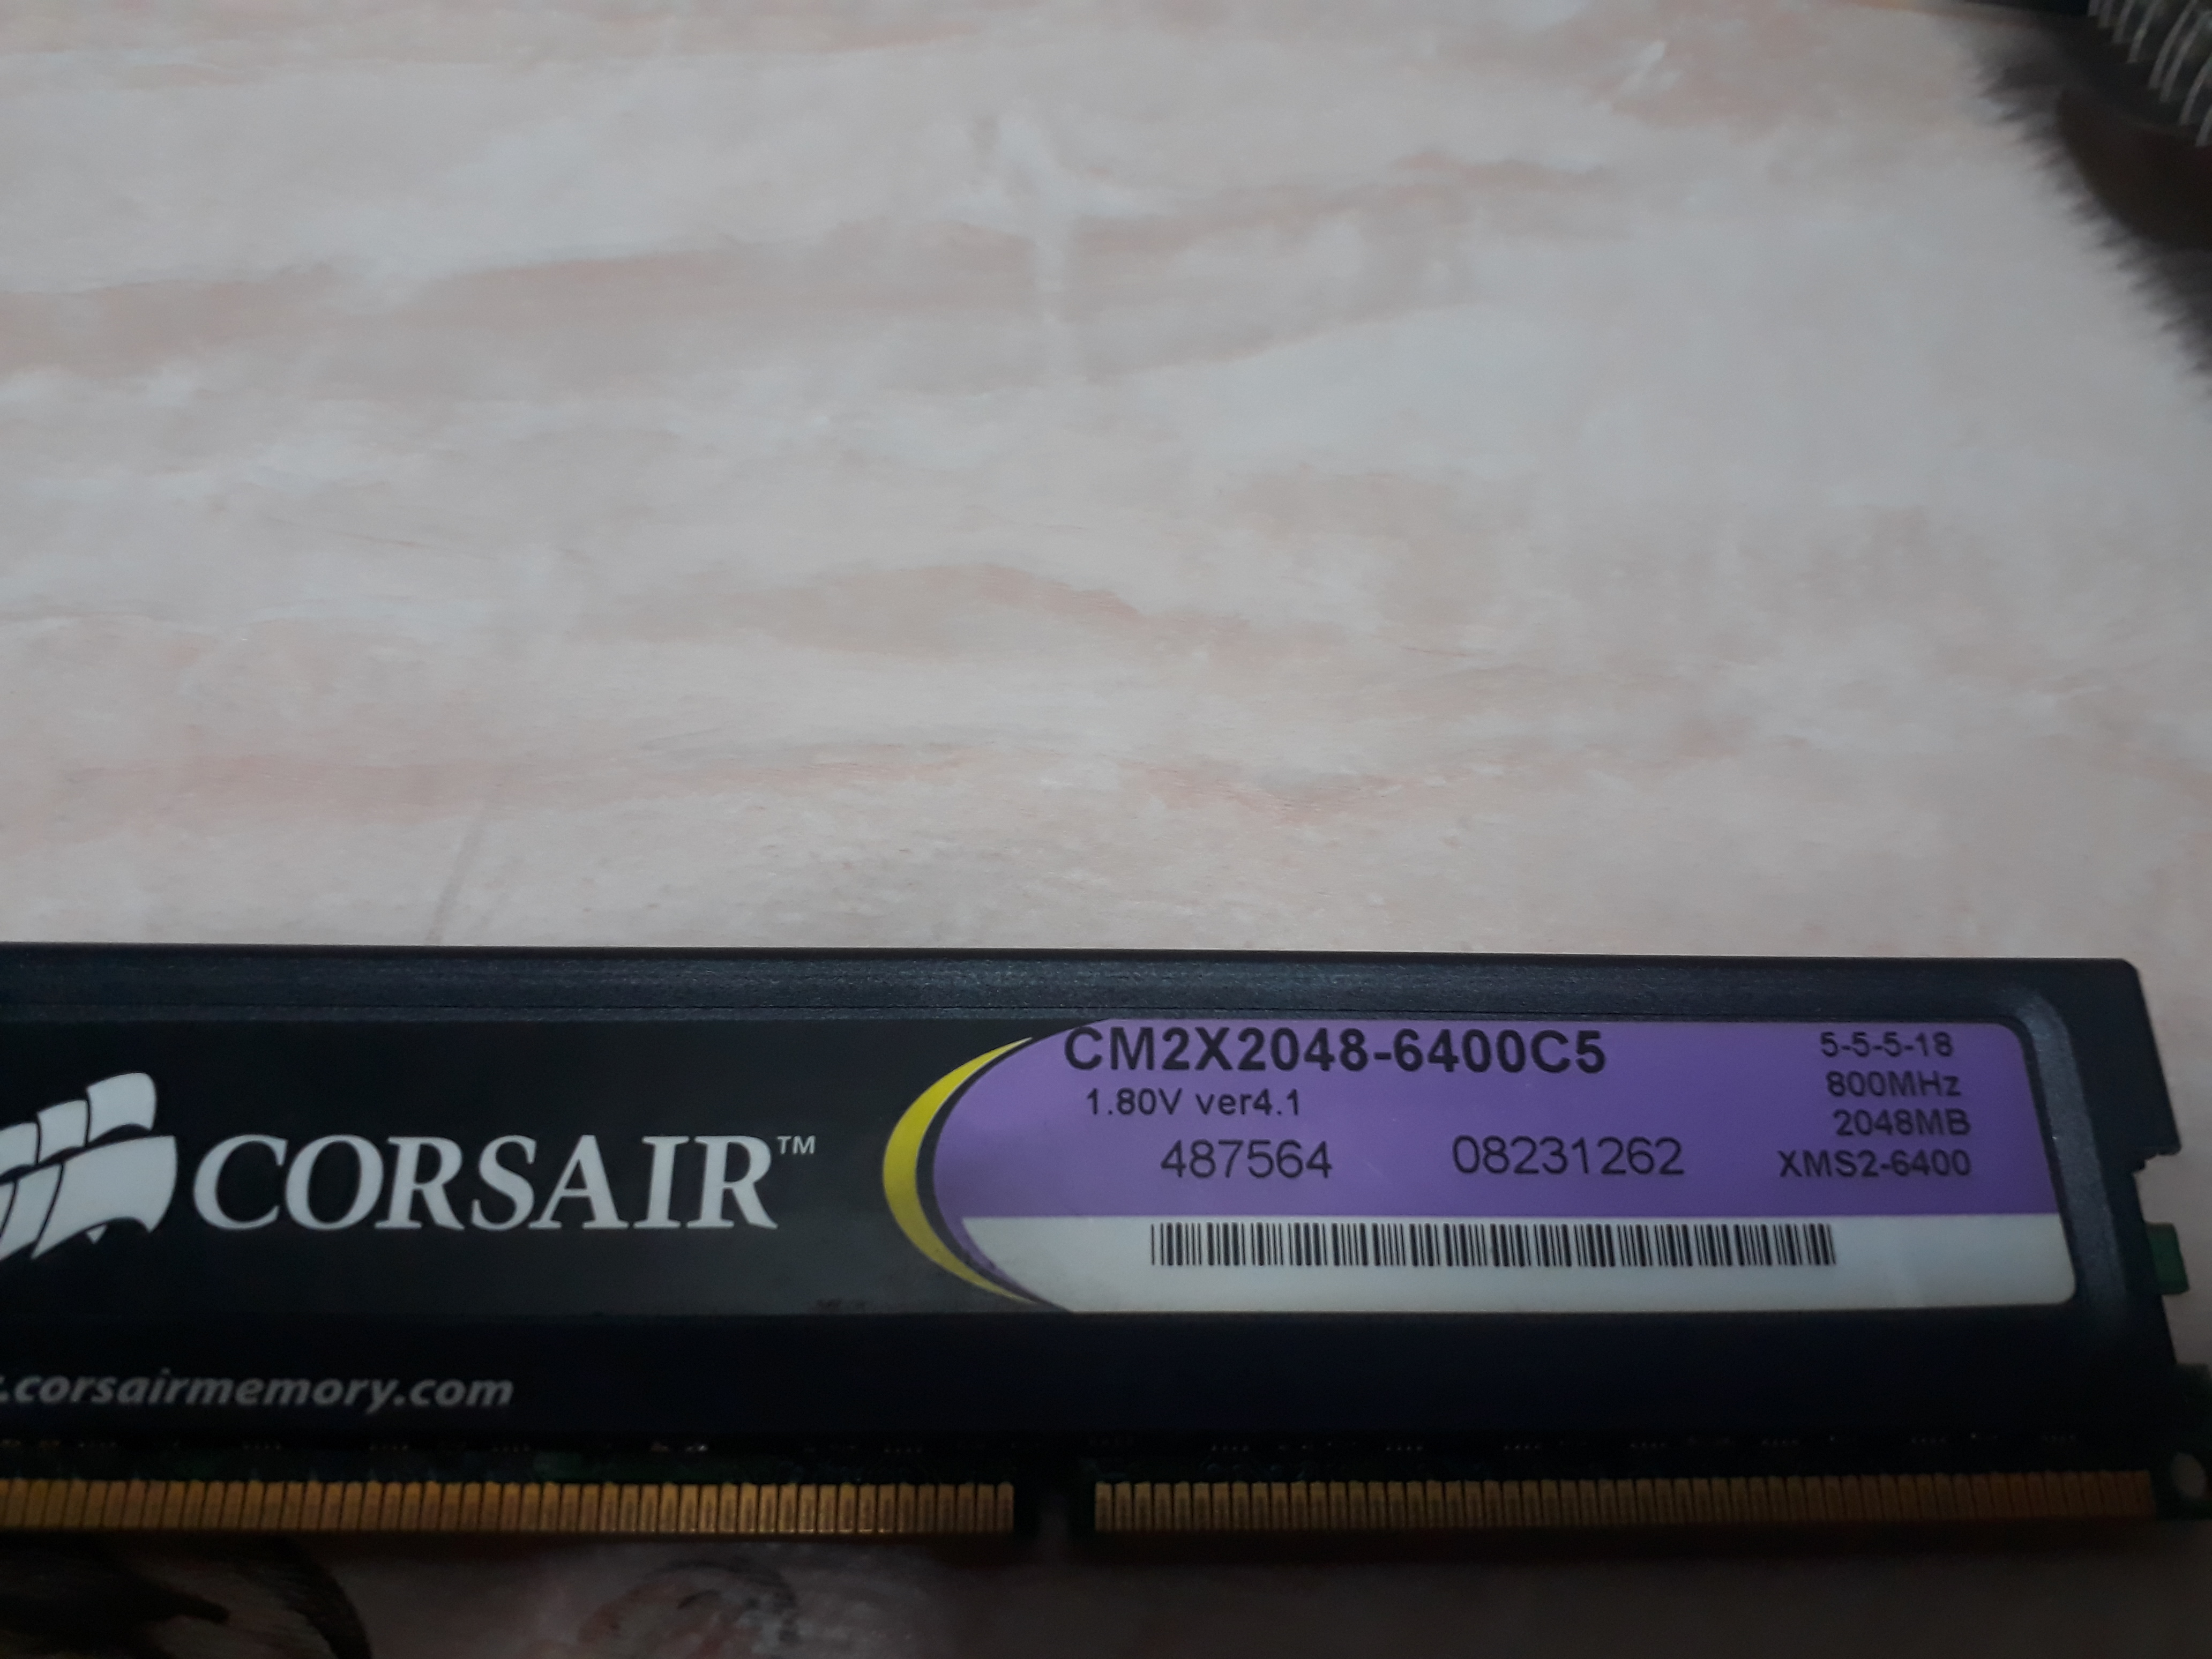 CORSAIR™
.corsairmemory.com
CM2X2048-6400C5
1.80V ver4.1
487564 08231262
5-5-5-18
800MHz
2048MB
XMS2-6400